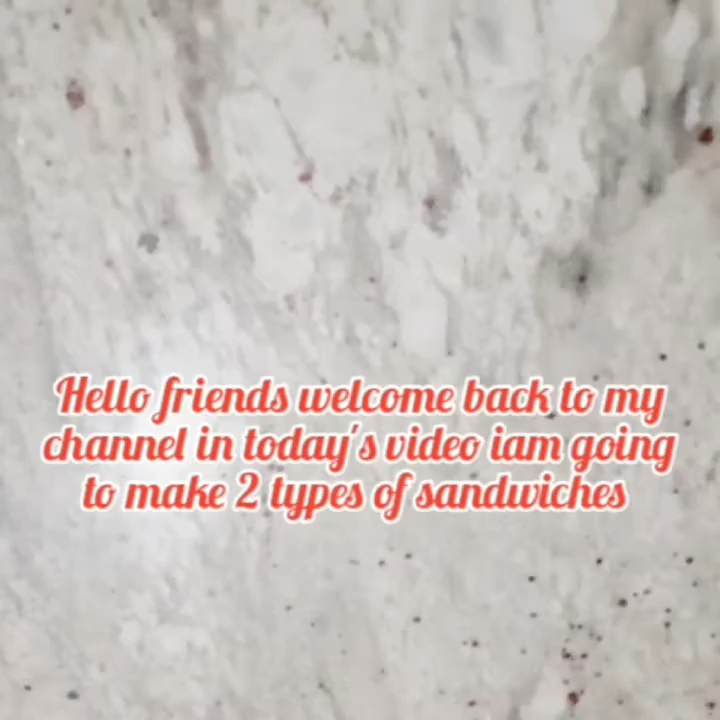 Hello friends welcome back to my
channel in today's video iam going
to make 2 types of sandwiches